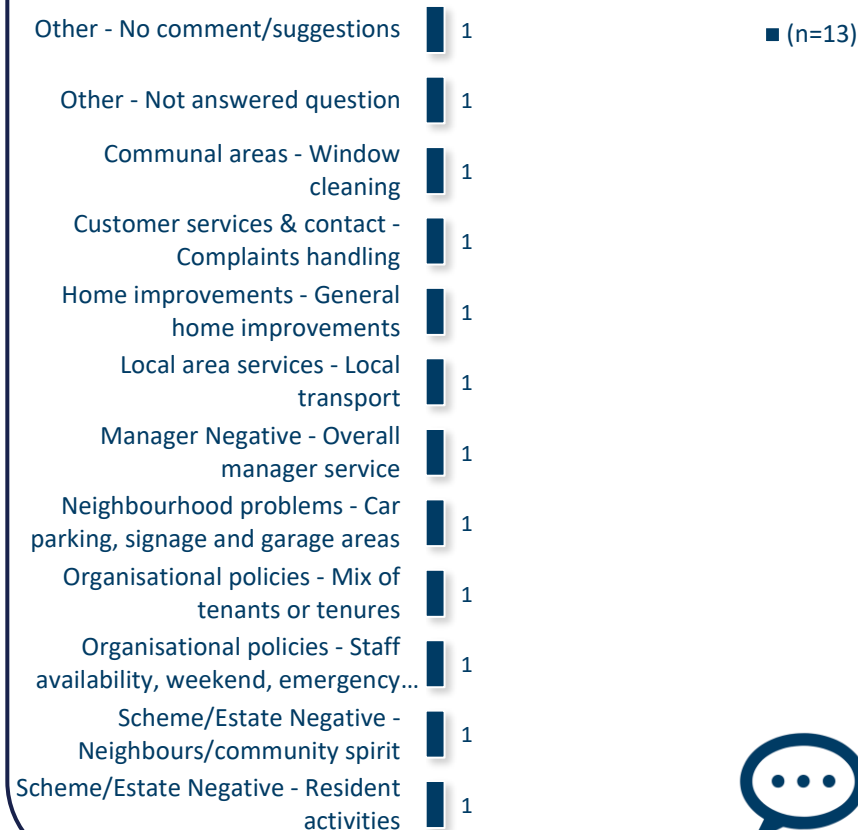 Other - No comment/suggestions 1
(n=13)
Other - Not answered question 1
Communal areas - Window
cleaning 1
Customer services & contact -
Complaints handling 1
Home improvements - General
home improvements 1
Local area services - Local
transport 1
Manager Negative - Overall
manager service 1
Neighbourhood problems - Car
parking, signage and garage areas 1
Organisational policies - Mix of
tenants or tenures 1
Organisational policies - Staff
availability, weekend, emergency... 1
Scheme/Estate Negative -
Neighbours/community spirit 1
Scheme/Estate Negative - Resident
activities 1